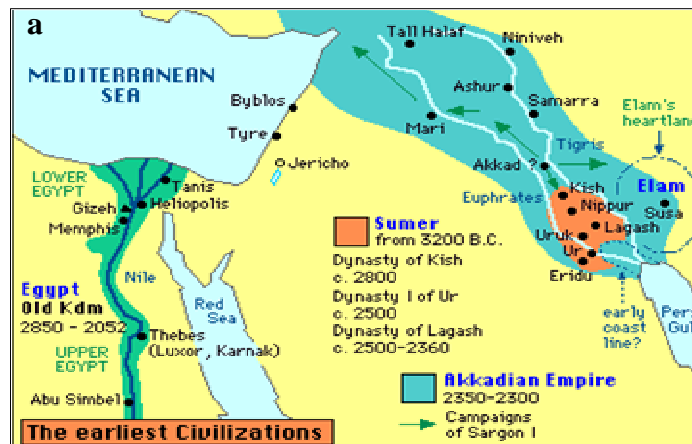 a
MEDITERRANEAN
SEA
Tall Halaf
Niniveh
Ashur
Samarra
Elam's
heartland
Byblos
Tyre
Jericho
Mari
Tigris
Akkad ?
Euphrates
Elam
Susa
Kish
Nippur
Lagash
Uruk
Ur
Eridu
LOWER
EGYPT
Tanis
Heliopolis
Gizeh
Memphis
Nile
Egypt
Old Kdm
2850 - 2052
Red
Sea
Thebes
(Luxor, Karnak)
UPPER
EGYPT
Abu Simbel
Sumer
from 3200 B.C.
Dynasty of Kish
c. 2800
Dynasty I of Ur
c. 2500
Dynasty of Lagash
c. 2500-2360
early
coast
line?
Per
Gul
Akkadian Empire
2350-2300
Campaigns
of Sargon I
The earliest Civilizations